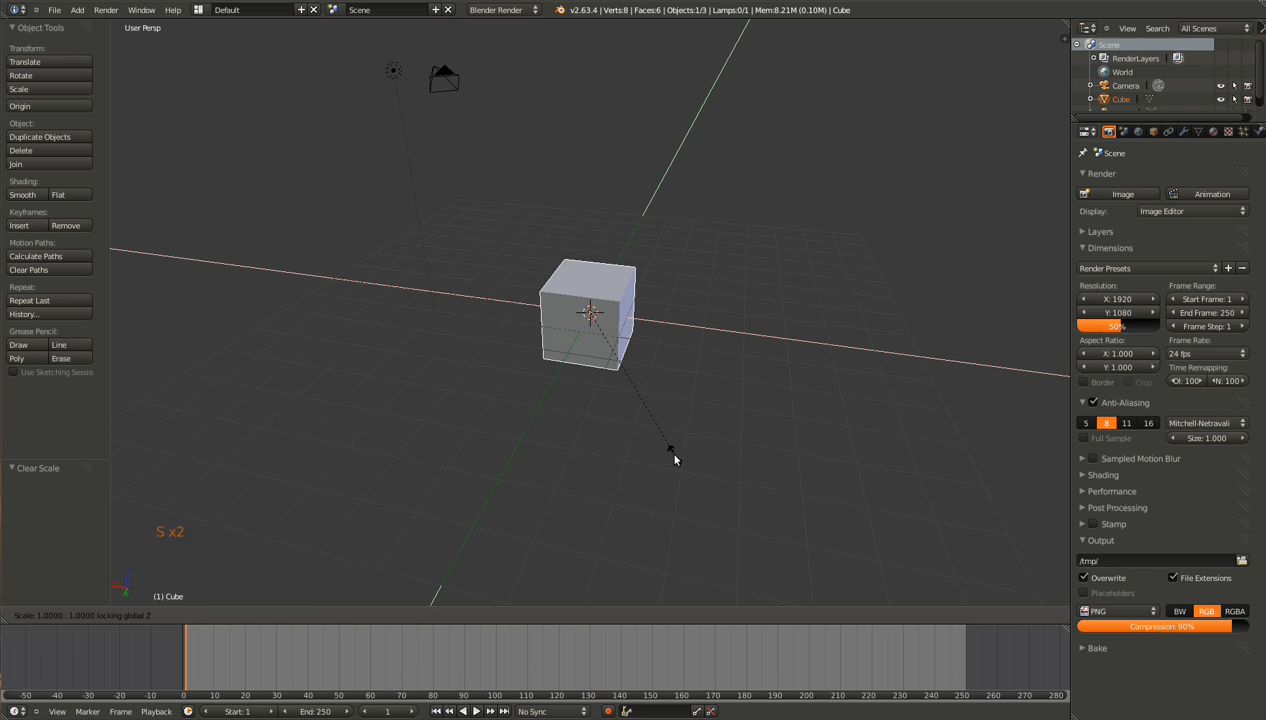 File Add Render Window Help Default Scene Blender Render v2.63.4 | Verts:8 | Faces:6 | Objects:1/3 | Lamps:0/1 | Mem:8.21M (0.10M) | Cube
Object Tools
Transform:
Translate
Rotate
Scale
Origin
Object:
Duplicate Objects
Delete
Join
Shading:
Smooth Flat
Keyframes:
Insert Remove
Motion Paths:
Calculate Paths
Clear Paths
Repeat:
Repeat Last
History...
Grease Pencil:
Draw Line
Poly Erase
Use Sketching Sessio
Clear Scale
User Persp
S x2
(1) Cube
Scale: 1.0000 : 1.0000 locking global Z
View Search All Scenes
Scene
RenderLayers
World
Camera
Cube
Scene
Render
Image Animation
Display: Image Editor
Layers
Dimensions
Render Presets
Resolution: Frame Range:
X: 1920 Start Frame: 1
Y: 1080 End Frame: 250
50% Frame Step: 1
Aspect Ratio: Frame Rate:
X: 1.000 24 fps
Y: 1.000 Time Remapping:
Border Crop O: 100 N: 100
Anti-Aliasing
5 8 11 16 Mitchell-Netravali
Full Sample Size: 1.000
Sampled Motion Blur
Shading
Performance
Post Processing
Stamp
Output
/tmp/
Overwrite File Extensions
Placeholders
PNG BW RGB RGBA
Compression: 90%
Bake
-50 -40 -30 -20 -10 0 10 20 30 40 50 60 70 80 90 100 110 120 130 140 150 160 170 180 190 200 210 220 230 240 250 260 270 280
View Marker Frame Playback Start: 1 End: 250 1 No Sync